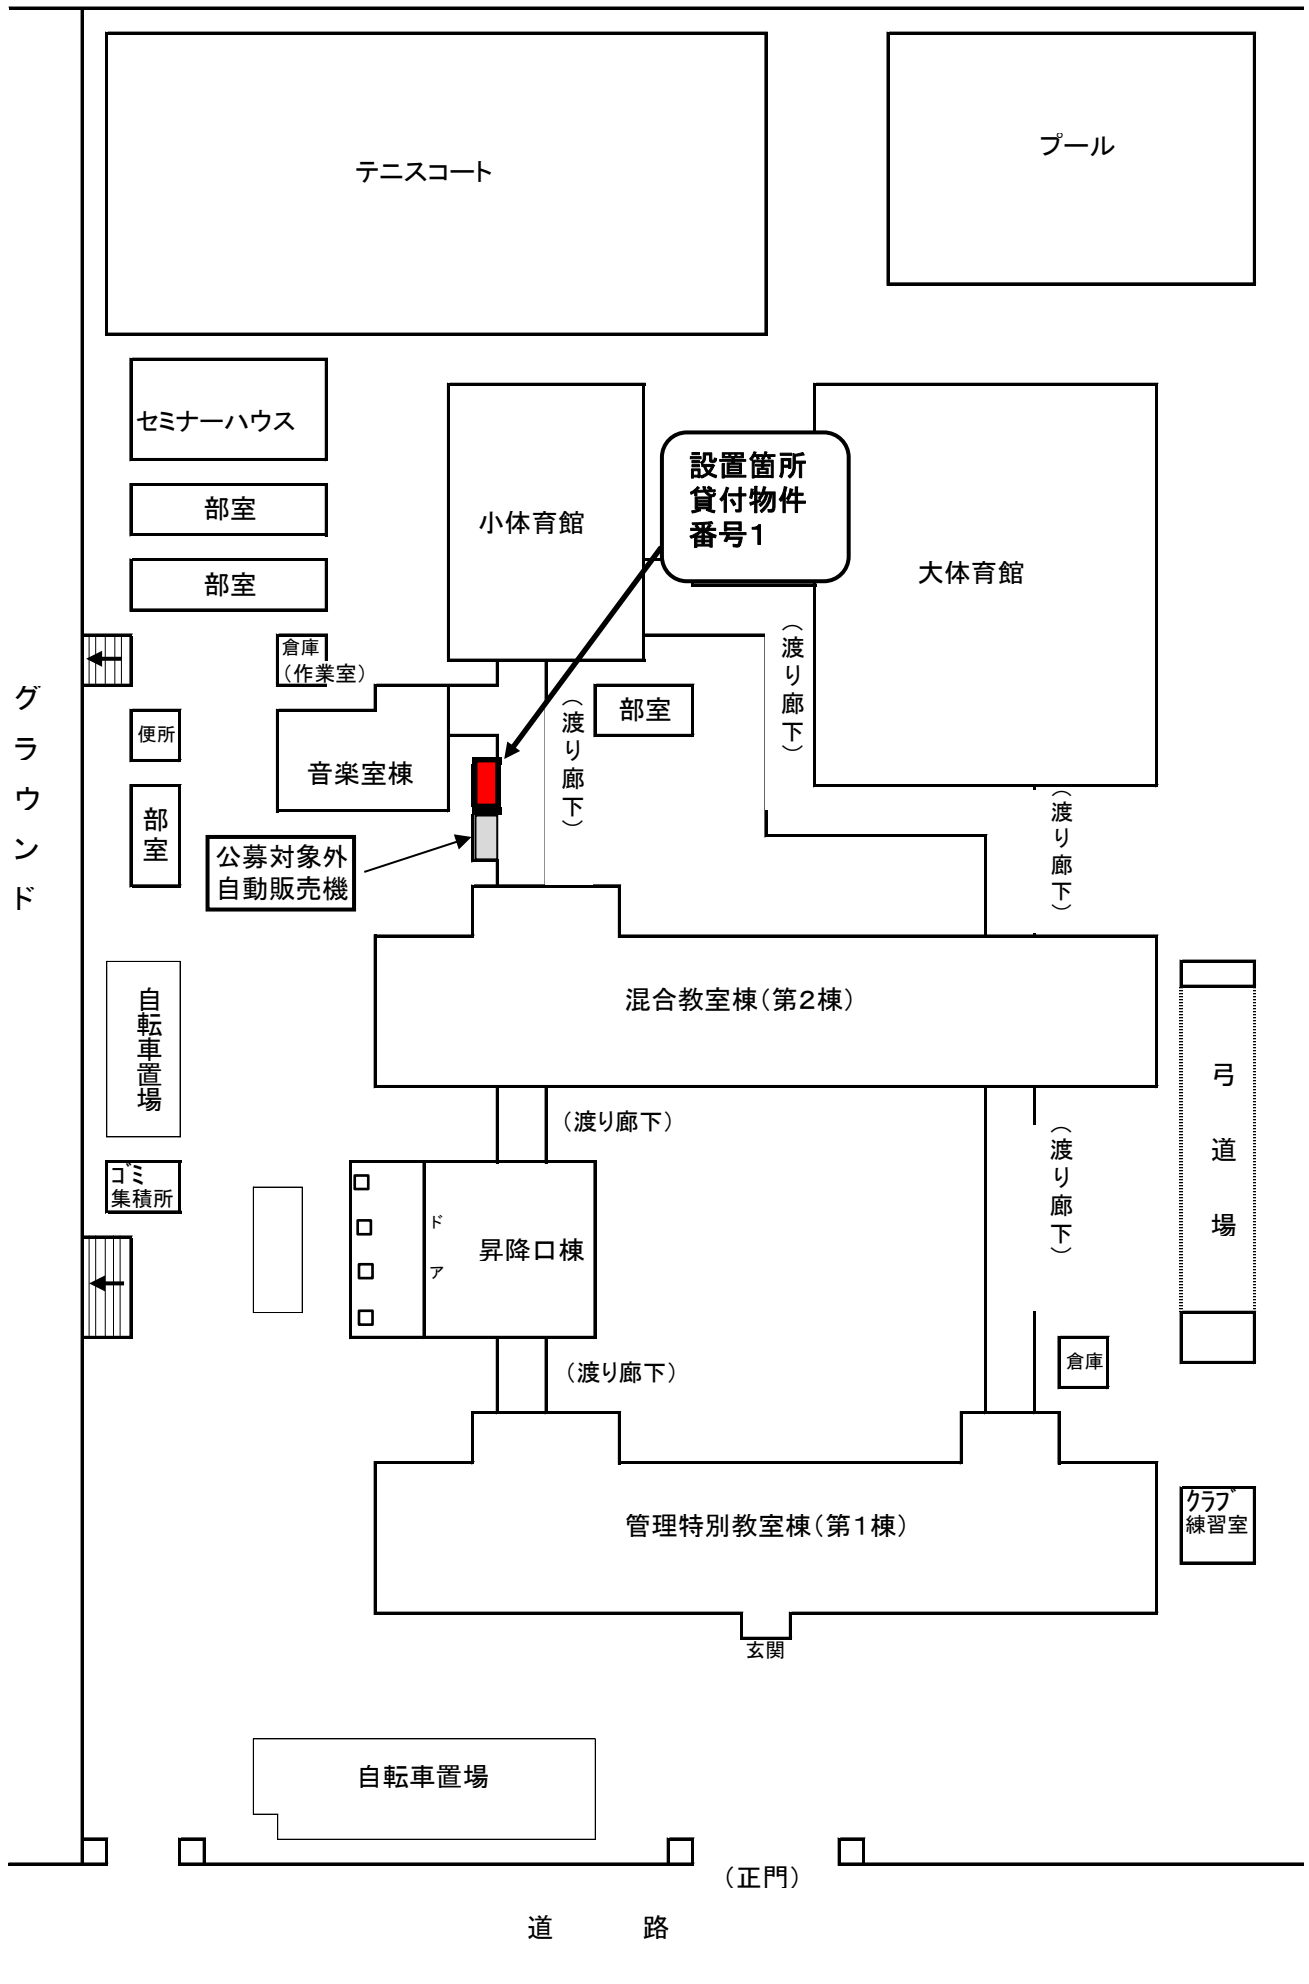 テニスコート
プール
セミナーハウス
部室
部室
小体育館
設置箇所
貸付物件
番号1
大体育館
倉庫
（作業室）
グラウンド
便所
部室
（渡り廊下）
（渡り廊下）
音楽室棟
部室
（渡り廊下）
公募対象外
自動販売機
自転車置場
混合教室棟（第2棟）
弓道場
（渡り廊下）
（渡り廊下）
ｺﾞﾐ
集積所
ドア
昇降口棟
（渡り廊下）
倉庫
管理特別教室棟（第1棟）
ｸﾗﾌﾞ
練習室
玄関
自転車置場
（正門）
道　路